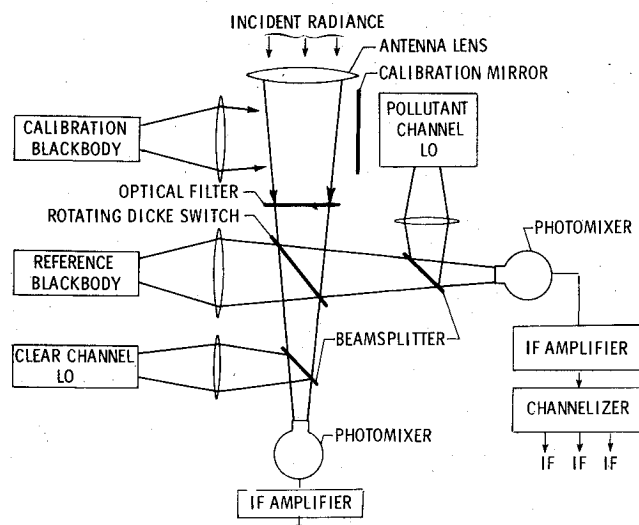 INCIDENT RADIANCE
ANTENNA LENS
CALIBRATION MIRROR
CALIBRATION
BLACKBODY
POLLUTANT
CHANNEL
LO
OPTICAL FILTER
ROTATING DICKE SWITCH
PHOTOMIXER
REFERENCE
BLACKBODY
BEAMSPLITTER
IF AMPLIFIER
CLEAR CHANNEL
LO
CHANNELIZER
PHOTOMIXER
IF IF IF
IF AMPLIFIER